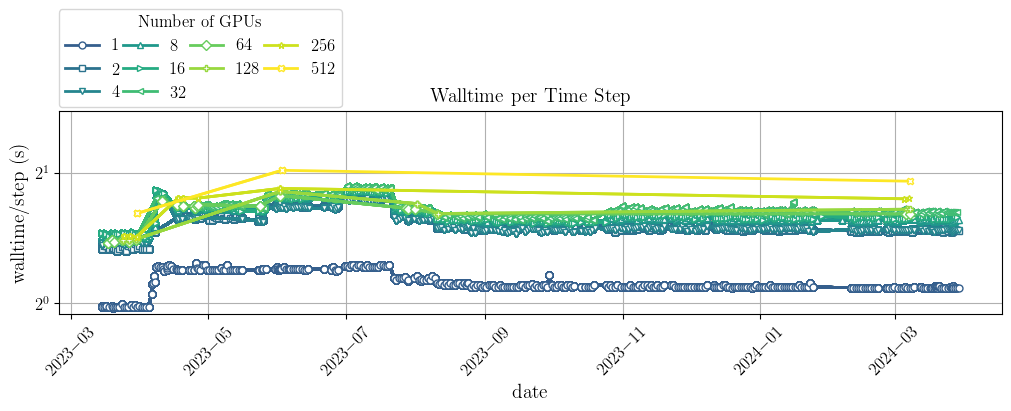 Number of GPUs
1 8 64 256
2 16 128 512
4 32
Walltime per Time Step
walltime/step (s)
2^1
2^0
2023−03
2023−05
2023−07
2023−09
2023−11
2024−01
2024−03
date